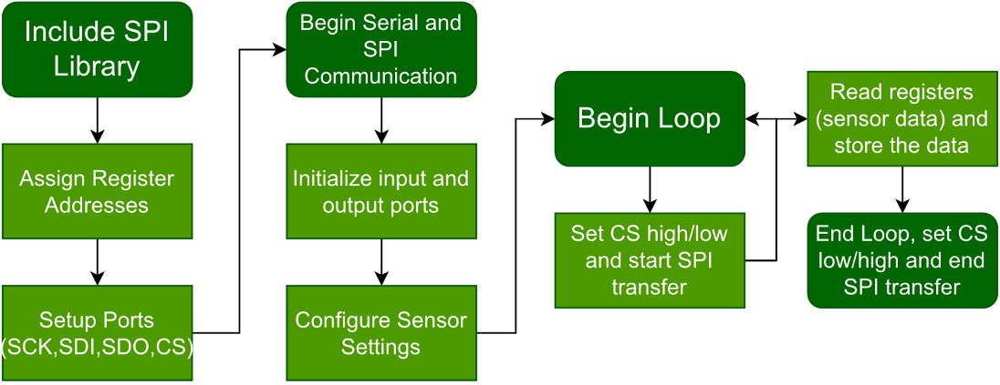 Include SPI
Library
Assign Register
Addresses
Setup Ports
(SCK,SDI,SDO,CS)
Begin Serial and
SPI
Communication
Initialize input and
output ports
Configure Sensor
Settings
Begin Loop
Set CS high/low
and start SPI
transfer
Read registers
(sensor data) and
store the data
End Loop, set CS
low/high and end
SPI transfer